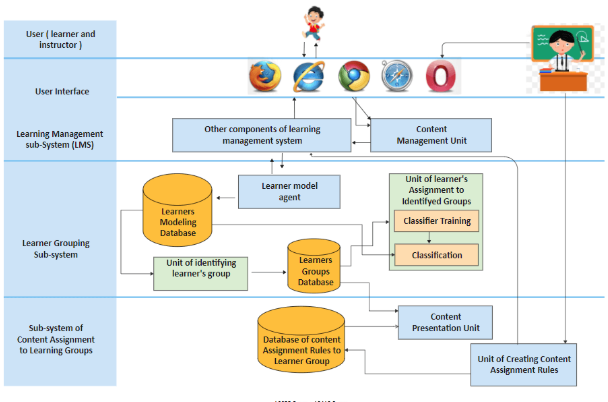 User ( learner and
instructor )
User Interface
Learning Management
sub-System (LMS)
Other components of learning
management system
Content
Management Unit
Learner Grouping
Sub-system
Learners
Modeling
Database
Learner model
agent
Unit of learner's
Assignment to
Identifyed Groups
Classifier Training
Classification
Unit of identifying
learner's group
Learners
Groups
Database
Sub-system of
Content Assignment
to Learning Groups
Database of content
Assignment Rules to
Learner Group
Content
Presentation Unit
Unit of Creating Content
Assignment Rules